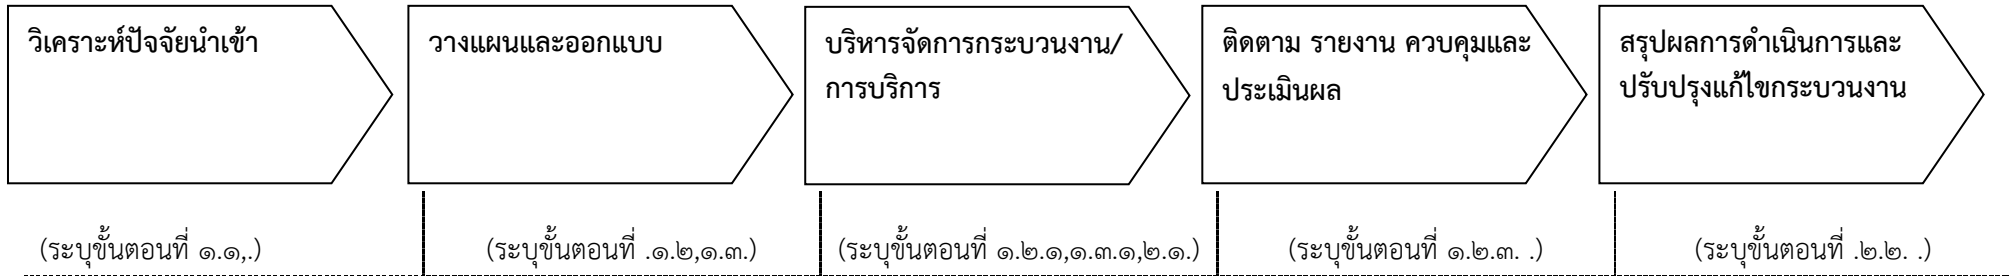 วิเคราะห์ปัจจัยนำเข้า
วางแผนและออกแบบ
บริหารจัดการกระบวนงาน/
การบริการ
ติดตาม รายงาน ควบคุมและ
ประเมินผล
สรุปผลการดำเนินการและ
ปรับปรุงแก้ไขกระบวนงาน
(ระบุขั้นตอนที่ ๑.๑,.)
(ระบุขั้นตอนที่ .๑.๒,๑.๓.)
(ระบุขั้นตอนที่ ๑.๒.๑,๑.๓.๑,๒.๑.)
(ระบุขั้นตอนที่ ๑.๒.๓. .)
(ระบุขั้นตอนที่ .๒.๒. .)